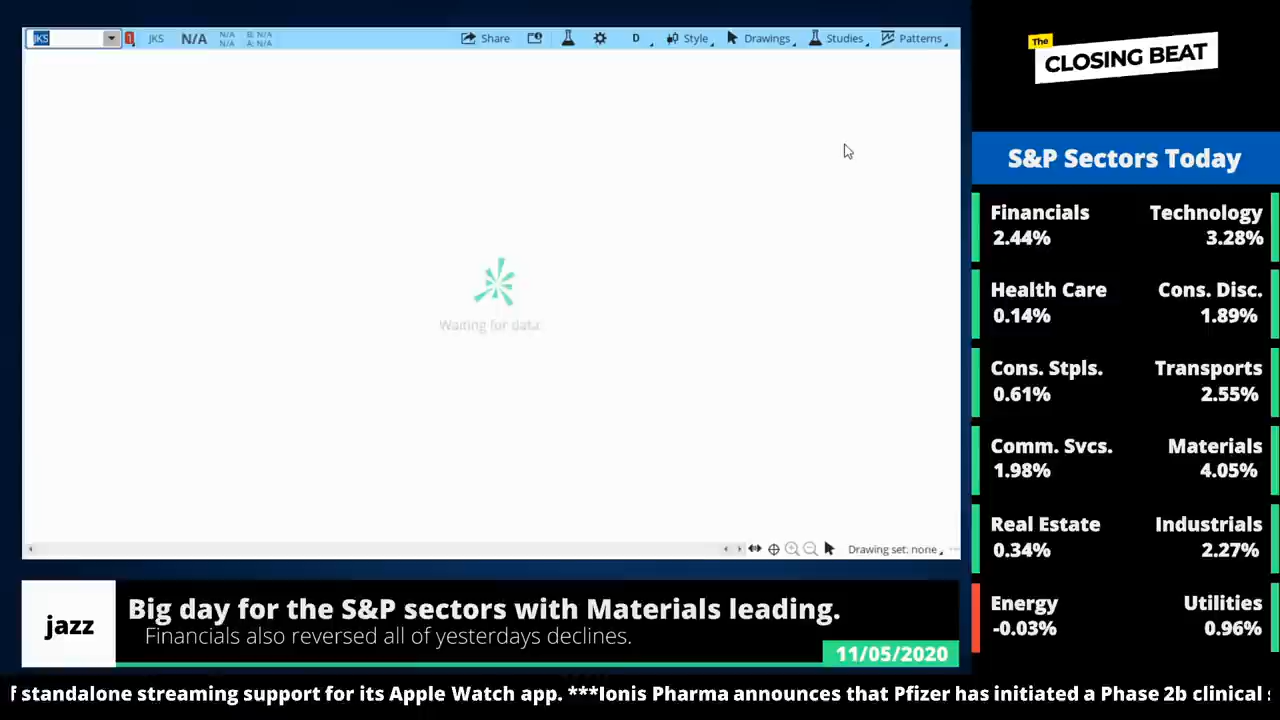 JKS
1
JKS
N/A
N/A
N/A
B: N/A
A: N/A
Share
D
Style
Drawings
Studies
Patterns
Waiting for data.
Drawing set: none
The
CLOSING BEAT
S&P Sectors Today
Financials
2.44%
Technology
3.28%
Health Care
0.14%
Cons. Disc.
1.89%
Cons. Stpls.
0.61%
Transports
2.55%
Comm. Svcs.
1.98%
Materials
4.05%
Real Estate
0.34%
Industrials
2.27%
Energy
-0.03%
Utilities
0.96%
jazz
Big day for the S&P sectors with Materials leading.
Financials also reversed all of yesterdays declines.
11/05/2020
standalone streaming support for its Apple Watch app. ***Ionis Pharma announces that Pfizer has initiated a Phase 2b clinical